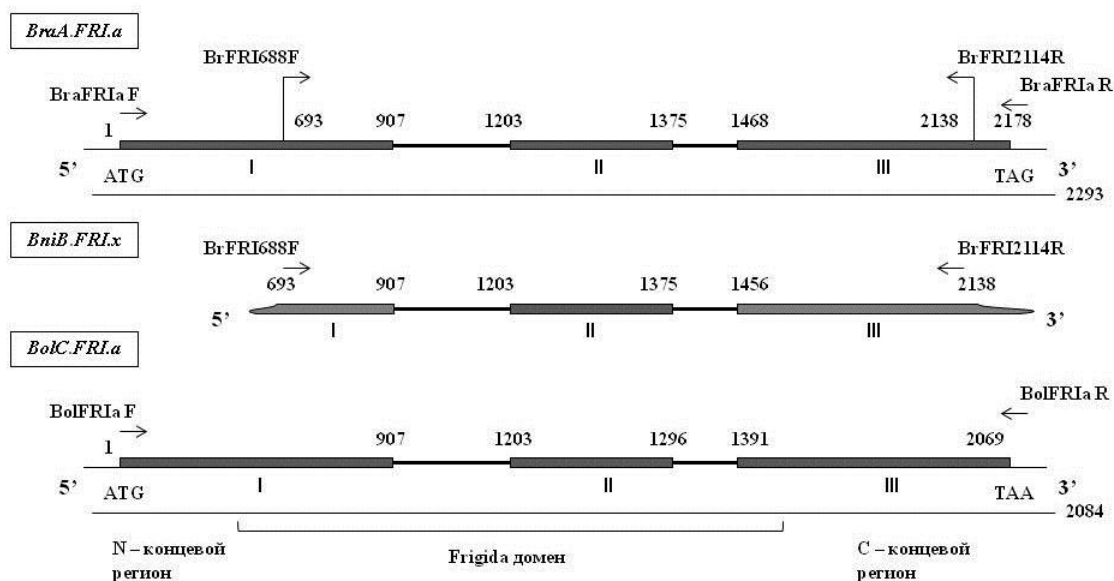 BraA.FRI.a
BrFRI688F
BrFRI2114R
BraFRIa F
BraFRIa R
1 693 907 1203 1375 1468 2138 2178
I II III
5’ ATG TAG 3’
2293
BniB.FRI.x
BrFRI688F
BrFRI2114R
693 907 1203 1375 1456 2138
5’ 3’
I II III
BolC.FRI.a
BolFRIa F
BolFRIa R
1 907 1203 1296 1391 2069
I II III
5’ ATG TAA 3’
2084
N – концевой
регион
Frigida домен
C – концевой
регион